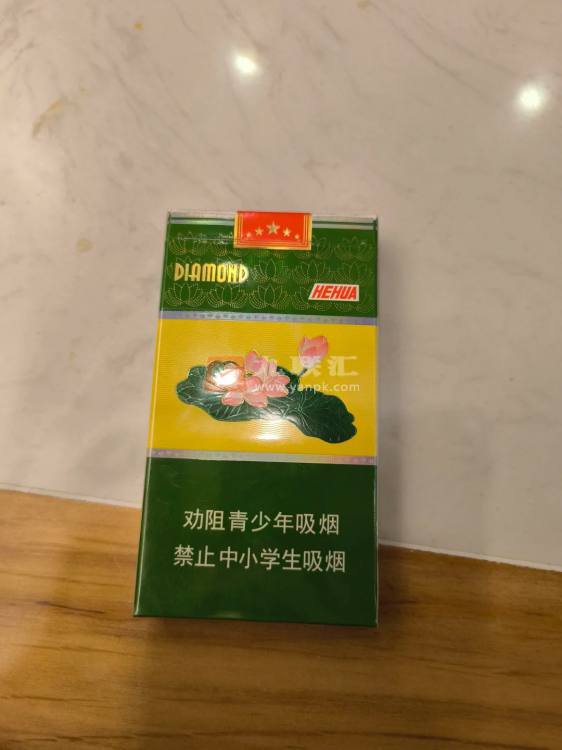 DIAMOND
HEHUA
九联汇
www.yanpk.com
劝阻青少年吸烟
禁止中小学生吸烟